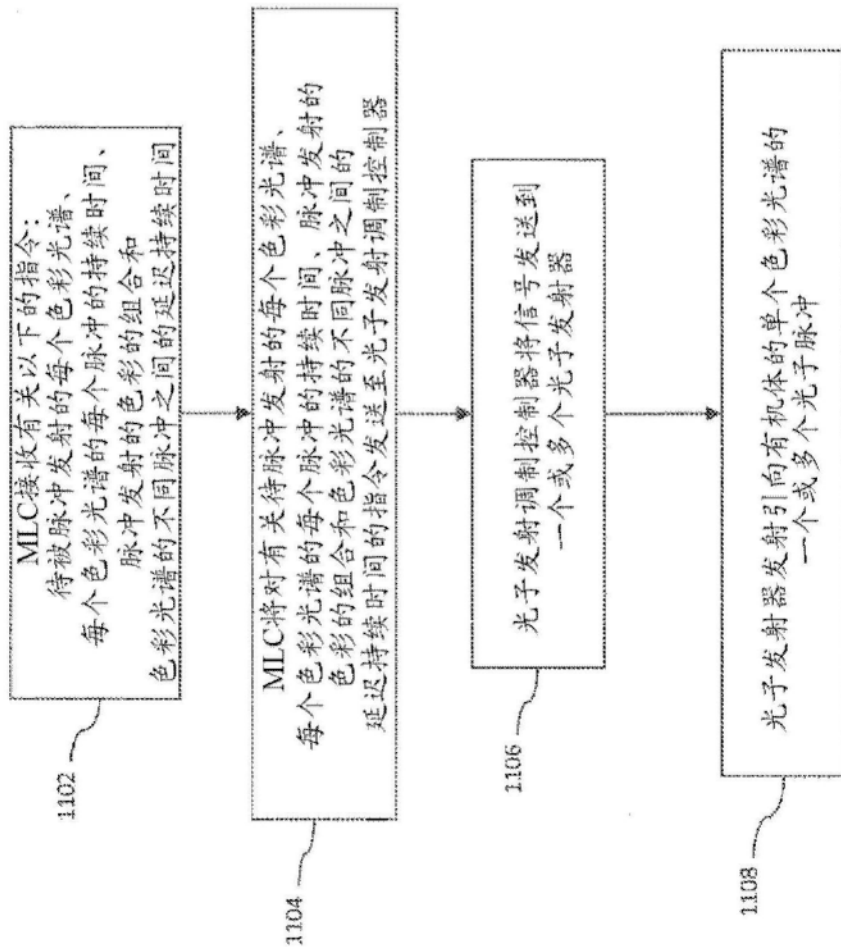 MLC接收有关以下的指令：
待被脉冲发射的每个色彩光谱、
每个色彩光谱的每个脉冲的持续时间、
脉冲发射的色彩的组合和
色彩光谱的不同脉冲之间的延迟持续时间
1102
MLC将对有关待脉冲发射的每个色彩光谱、
每个色彩光谱的每个脉冲的持续时间、脉冲发射的
色彩的组合和色彩光谱的不同脉冲之间的
延迟持续时间的指令发送至光子发射调制控制器
1104
光子发射调制控制器将信号发送到
一个或多个光子发射器
1106
光子发射器发射引向有机体的单个色彩光谱的
一个或多个光子脉冲
1108